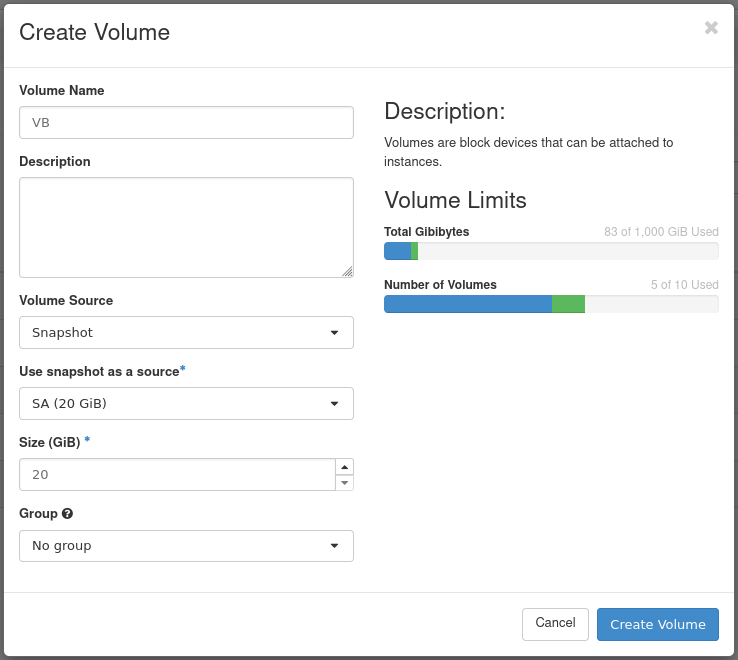 Create Volume
Volume Name
VB
Description
Volume Source
Snapshot
Use snapshot as a source*
SA (20 GiB)
Size (GiB) *
20
Group
No group
Description:
Volumes are block devices that can be attached to
instances.
Volume Limits
Total Gibibytes 83 of 1,000 GiB Used
Number of Volumes 5 of 10 Used
Cancel
Create Volume